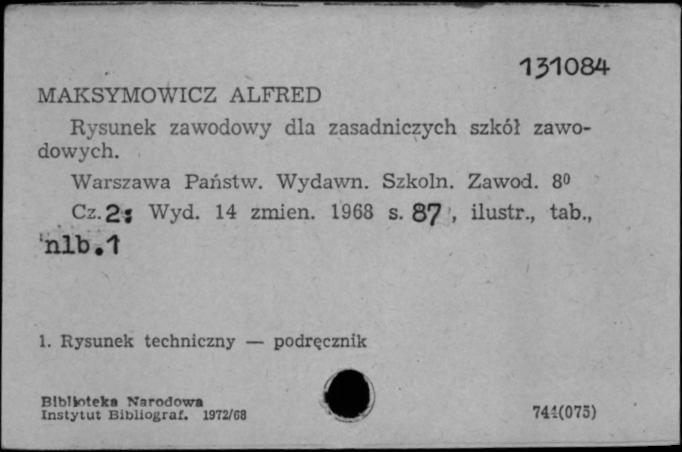 131084
MAKSYMOWICZ ALFRED
Rysunek zawodowy dla zasadniczych szkół zawo-
dowych.
Warszawa Państw. Wydawn. Szkoln. Zawod. 8⁰
Cz. 2: Wyd. 14 zmien. 1968 s. 87, ilustr., tab.,
nlb.1
1. Rysunek techniczny — podręcznik
Biblioteka Narodowa
Instytut Bibliograf. 1972/68
744(075)